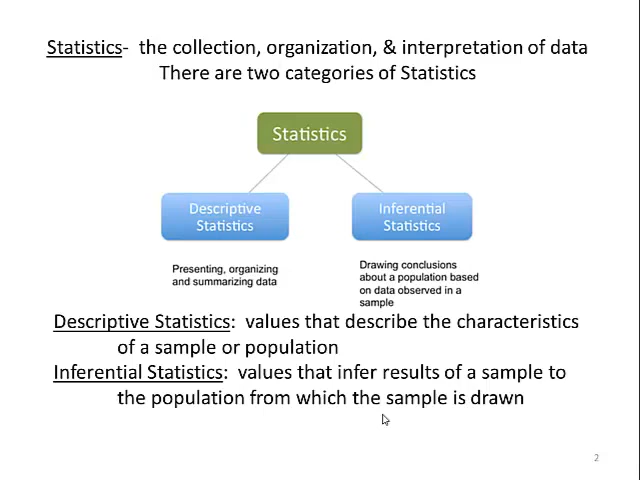 Statistics- the collection, organization, & interpretation of data
There are two categories of Statistics
Statistics
Descriptive
Statistics
Inferential
Statistics
Presenting, organizing
and summarizing data
Drawing conclusions
about a population based
on data observed in a
sample
Descriptive Statistics: values that describe the characteristics
of a sample or population
Inferential Statistics: values that infer results of a sample to
the population from which the sample is drawn
2